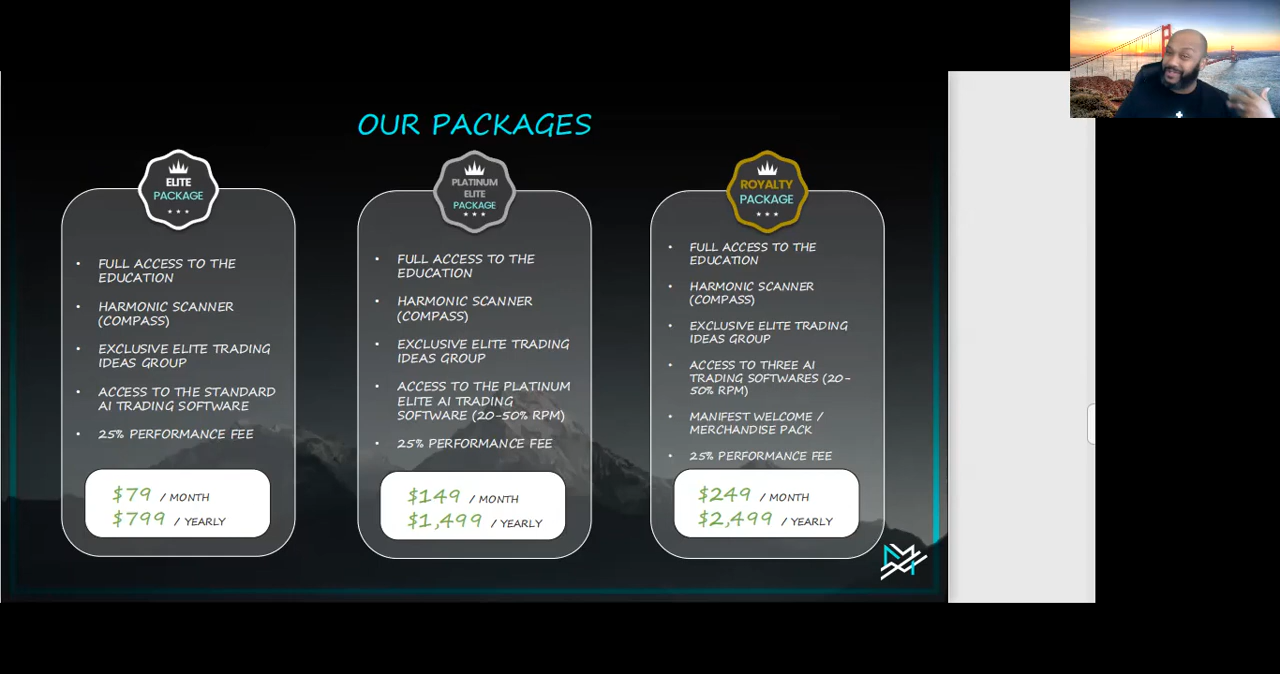 OUR PACKAGES
ELITE
PACKAGE
FULL ACCESS TO THE
EDUCATION
HARMONIC SCANNER
(COMPASS)
EXCLUSIVE ELITE TRADING
IDEAS GROUP
ACCESS TO THE STANDARD
AI TRADING SOFTWARE
25% PERFORMANCE FEE
$79 / MONTH
$799 / YEARLY
PLATINUM
ELITE
PACKAGE
FULL ACCESS TO THE
EDUCATION
HARMONIC SCANNER
(COMPASS)
EXCLUSIVE ELITE TRADING
IDEAS GROUP
ACCESS TO THE PLATINUM
ELITE AI TRADING
SOFTWARE (20-50% RPM)
25% PERFORMANCE FEE
$149 / MONTH
$1,499 / YEARLY
ROYALTY
PACKAGE
FULL ACCESS TO THE
EDUCATION
HARMONIC SCANNER
(COMPASS)
EXCLUSIVE ELITE TRADING
IDEAS GROUP
ACCESS TO THREE AI
TRADING SOFTWARES (20-
50% RPM)
MANIFEST WELCOME /
MERCHANDISE PACK
25% PERFORMANCE FEE
$249 / MONTH
$2,499 / YEARLY